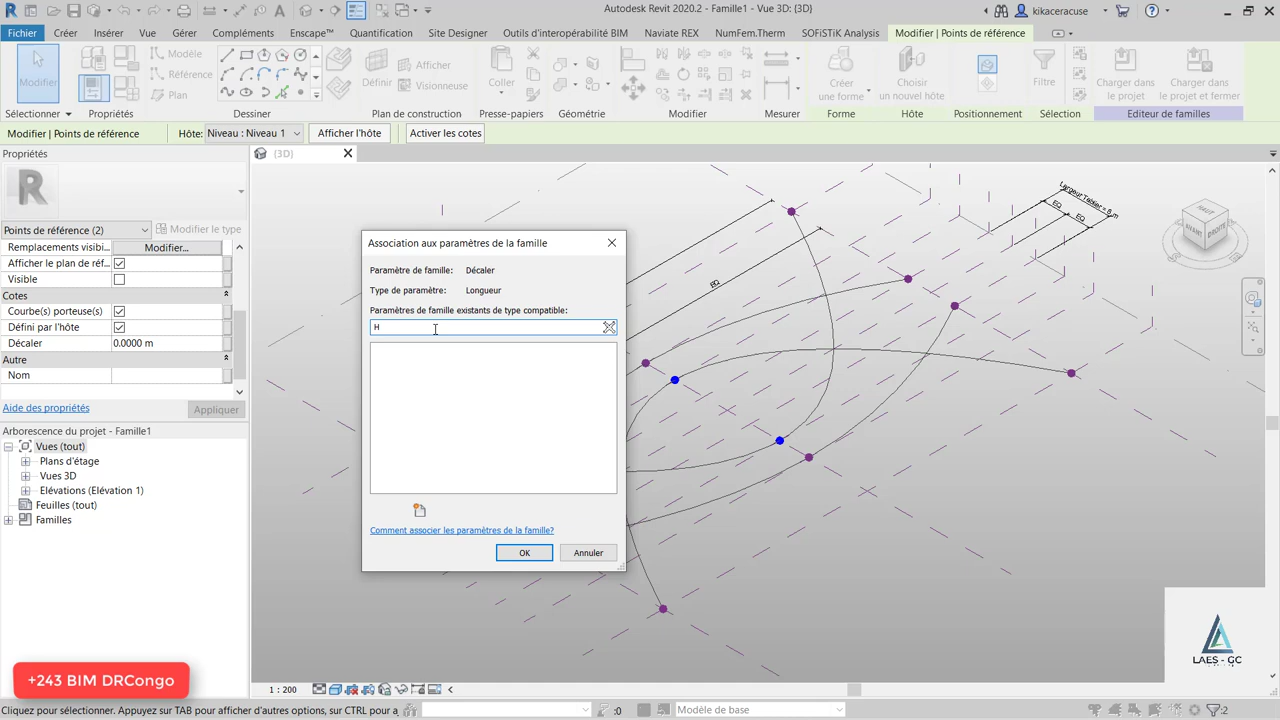 Autodesk Revit 2020.2 - Famille1 - Vue 3D: {3D}
kikaceracuse
Fichier Créer Insérer Vue Gérer Compléments Enscape™ Quantification Site Designer Outils d'interopérabilité BIM Naviate REX NumFem.Therm SOFiSTiK Analysis Modifier | Points de référence
Modifier
Modèle
Référence
Plan
Définir
Afficher
Visionneuse
Coller
Créer une forme
Choisir un nouvel hôte
Filtre
Charger dans le projet
Charger dans le projet et fermer
Sélectionner Propriétés Dessiner Plan de construction Presse-papiers Géométrie Modifier Mesurer Forme Hôte Positionnement Sélection Editeur de familles
Modifier | Points de référence Hôte: Niveau : Niveau 1 Afficher l'hôte Activer les cotes
Propriétés
{3D}
Points de référence (2) Modifier le type
Remplacements visibi... Modifier...
Afficher le plan de réf...
Visible
Cotes
Courbe(s) porteuse(s)
Défini par l'hôte
Décaler 0.0000 m
Autre
Nom
Aide des propriétés Appliquer
Arborescence du projet - Famille1
Vues (tout)
Plans d'étage
Vues 3D
Elévations (Elévation 1)
Feuilles (tout)
Familles
Association aux paramètres de la famille
Paramètre de famille: Décaler
Type de paramètre: Longueur
Paramètres de famille existants de type compatible:
H
Comment associer les paramètres de la famille?
OK Annuler
Largeur Tablier = 8 m
EQ
EQ
EQ
HAUT
AVANT
DROITE
LAES - GC
+243 BIM DRCongo
1 : 200
Cliquez pour sélectionner. Appuyez sur TAB pour afficher d'autres options, sur CTRL pour a
:0
Modèle de base
:2